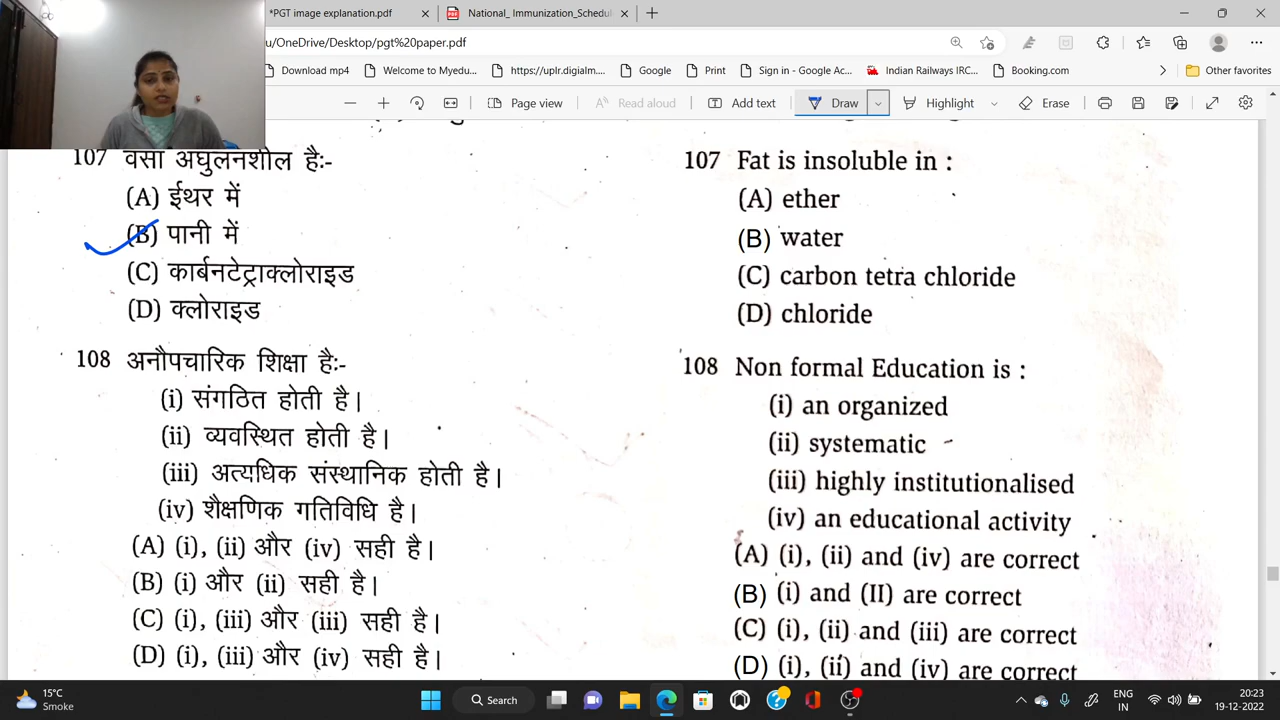 *PGT image explanation.pdf
National_ Immunization_Schedul
u/OneDrive/Desktop/pgt%20paper.pdf
Download mp4
Welcome to Myedu...
https://uplr.digialm....
Google
Print
Sign in - Google Ac...
Indian Railways IRC...
Booking.com
Other favorites
Page view
Read aloud
Add text
Draw
Highlight
Erase
107 वसा अघुलनशील हैः-
(A) ईथर में
(B) पानी में
(C) कार्बनटेट्राक्लोराइड
(D) क्लोराइड
108 अनौपचारिक शिक्षा हैः-
(i) संगठित होती है।
(ii) व्यवस्थित होती है।
(iii) अत्यधिक संस्थानिक होती है।
(iv) शैक्षणिक गतिविधि है।
(A) (i), (ii) और (iv) सही है।
(B) (i) और (ii) सही है।
(C) (i), (iii) और (iii) सही है।
(D) (i), (iii) और (iv) सही है।
107 Fat is insoluble in :
(A) ether
(B) water
(C) carbon tetra chloride
(D) chloride
108 Non formal Education is :
(i) an organized
(ii) systematic
(iii) highly institutionalised
(iv) an educational activity
(A) (i), (ii) and (iv) are correct
(B) (i) and (II) are correct
(C) (i), (ii) and (iii) are correct
(D) (i), (ii) and (iv) are correct
15°C
Smoke
Search
ENG
IN
20:23
19-12-2022